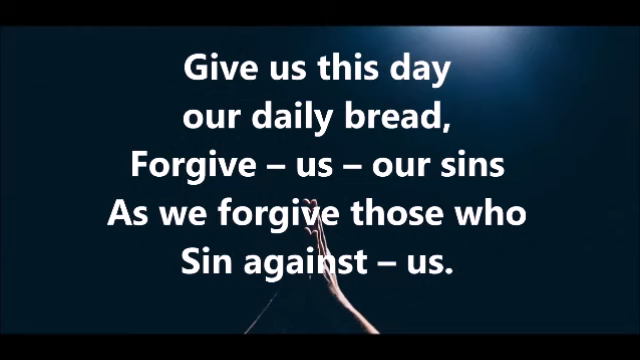 Give us this day
our daily bread,
Forgive – us – our sins
As we forgive those who
Sin against – us.